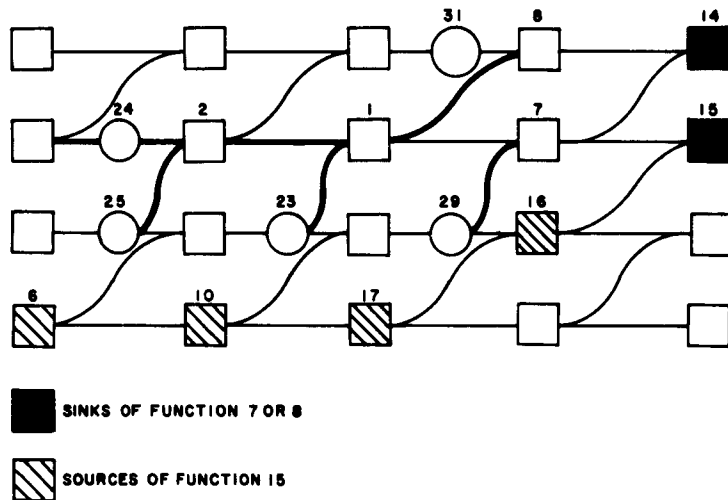 31 8 14
24 2 1 7 15
25 23 29 16
6 10 17
SINKS OF FUNCTION 7 OR 8
SOURCES OF FUNCTION 15